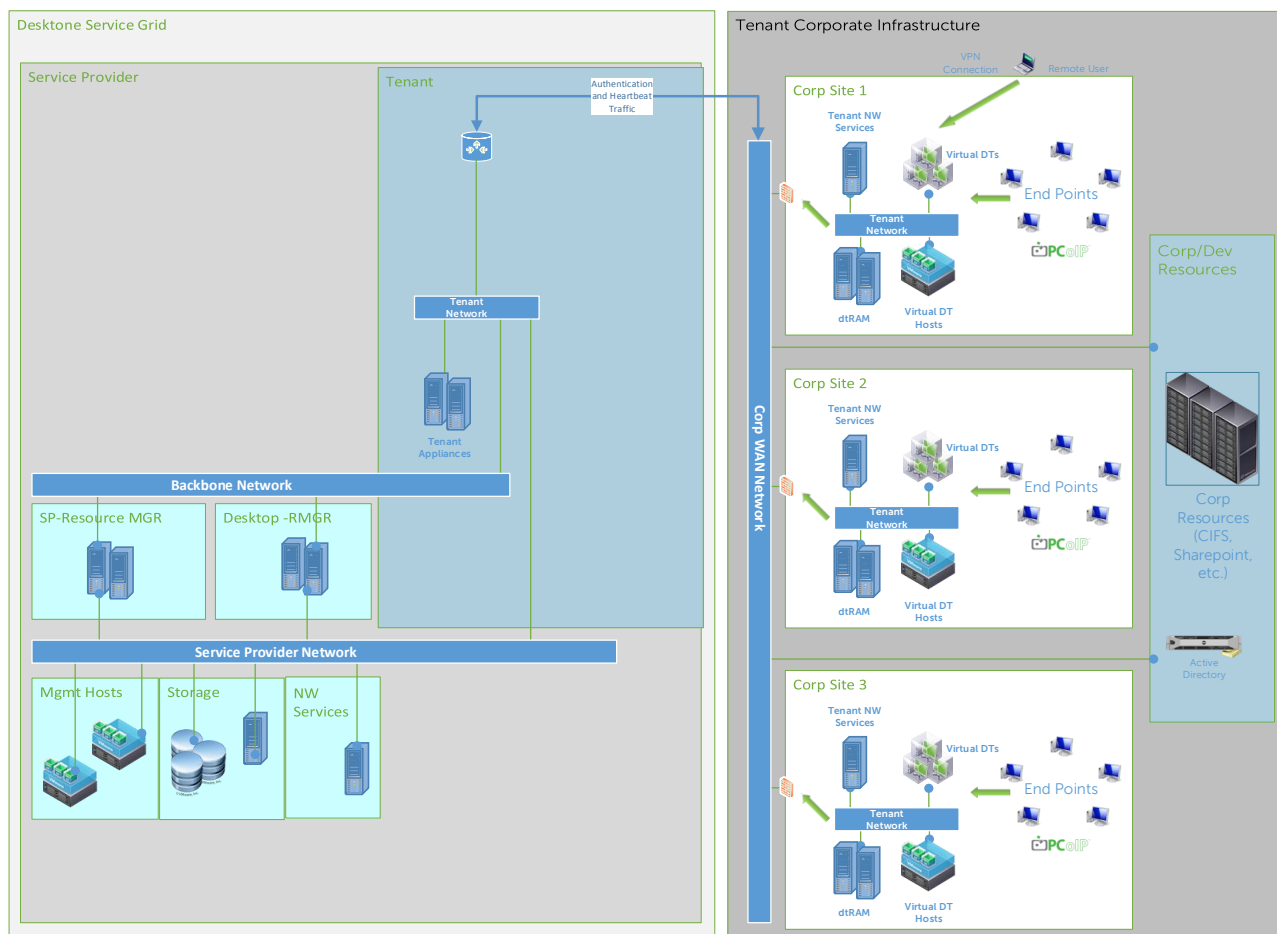 Desktone Service Grid
Service Provider
Tenant
Authentication
and Heartbeat
Traffic
Tenant
Network
Tenant
Appliances
Backbone Network
SP-Resource MGR
Desktop -RMGR
Service Provider Network
Mgmt Hosts
Storage
NW
Services
Tenant Corporate Infrastructure
VPN
Connection
Remote User
Corp WAN Network
Corp Site 1
Tenant NW
Services
Virtual DTs
End Points
Tenant
Network
PCoIP
dtRAM
Virtual DT
Hosts
Corp Site 2
Tenant NW
Services
Virtual DTs
End Points
Tenant
Network
PCoIP
dtRAM
Virtual DT
Hosts
Corp Site 3
Tenant NW
Services
Virtual DTs
End Points
Tenant
Network
PCoIP
dtRAM
Virtual DT
Hosts
Corp/Dev
Resources
Corp
Resources
(CIFS,
Sharepoint,
etc.)
Active
Directory